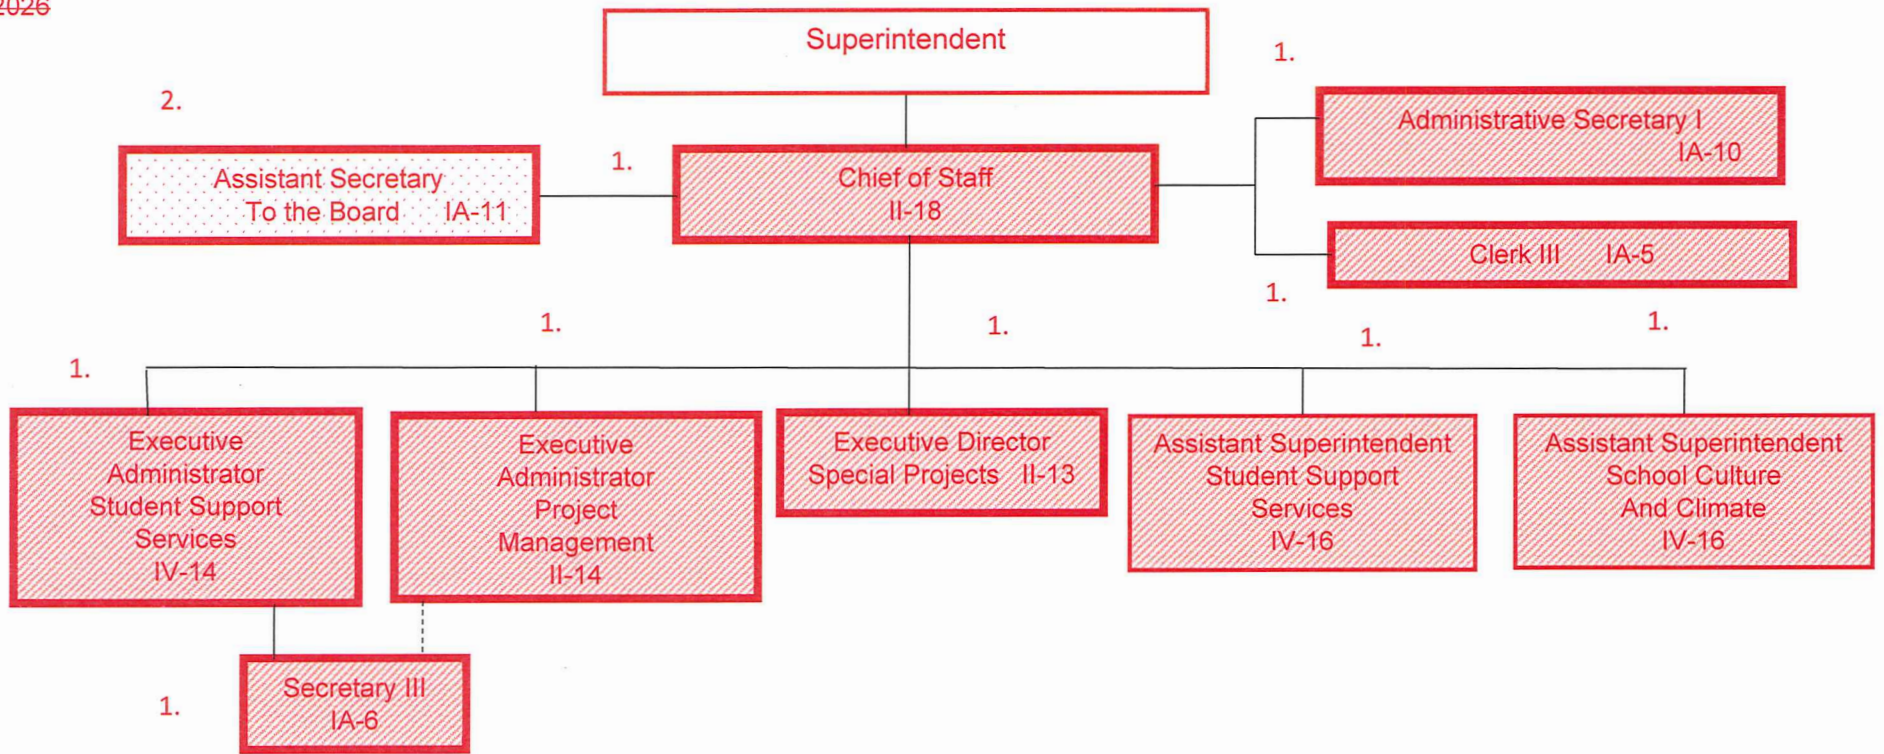 2026
Superintendent
1.
2.
Administrative Secretary I
IA-10
Assistant Secretary
To the Board IA-11
1.
Chief of Staff
II-18
Clerk III IA-5
1.
1.
1.
1.
1.
1.
Executive
Administrator
Student Support
Services
IV-14
Executive
Administrator
Project
Management
II-14
Executive Director
Special Projects II-13
Assistant Superintendent
Student Support
Services
IV-16
Assistant Superintendent
School Culture
And Climate
IV-16
1.
Secretary III
IA-6